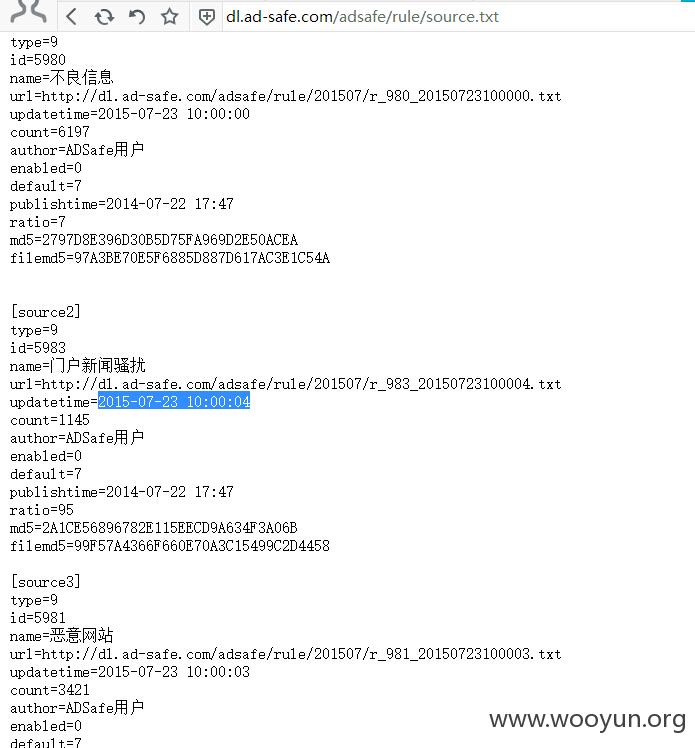 dl.ad-safe.com/adsafe/rule/source.txt
type=9
id=5980
name=不良信息
url=http://dl.ad-safe.com/adsafe/rule/201507/r_980_20150723100000.txt
updatetime=2015-07-23 10:00:00
count=6197
author=ADSafe用户
enabled=0
default=7
publishtime=2014-07-22 17:47
ratio=7
md5=2797D8E396D30B5D75FA969D2E50ACEA
filemd5=97A3BE70E5F6885D887D617AC3E1C54A
[source2]
type=9
id=5983
name=门户新闻骚扰
url=http://dl.ad-safe.com/adsafe/rule/201507/r_983_20150723100004.txt
updatetime=2015-07-23 10:00:04
count=1145
author=ADSafe用户
enabled=0
default=7
publishtime=2014-07-22 17:47
ratio=95
md5=2A1CE56896782E115EECD9A634F3A06B
filemd5=99F57A4366F660E70A3C15499C2D4458
[source3]
type=9
id=5981
name=恶意网站
url=http://dl.ad-safe.com/adsafe/rule/201507/r_981_20150723100003.txt
updatetime=2015-07-23 10:00:03
count=3421
author=ADSafe用户
enabled=0
default=7
www.wooyun.org